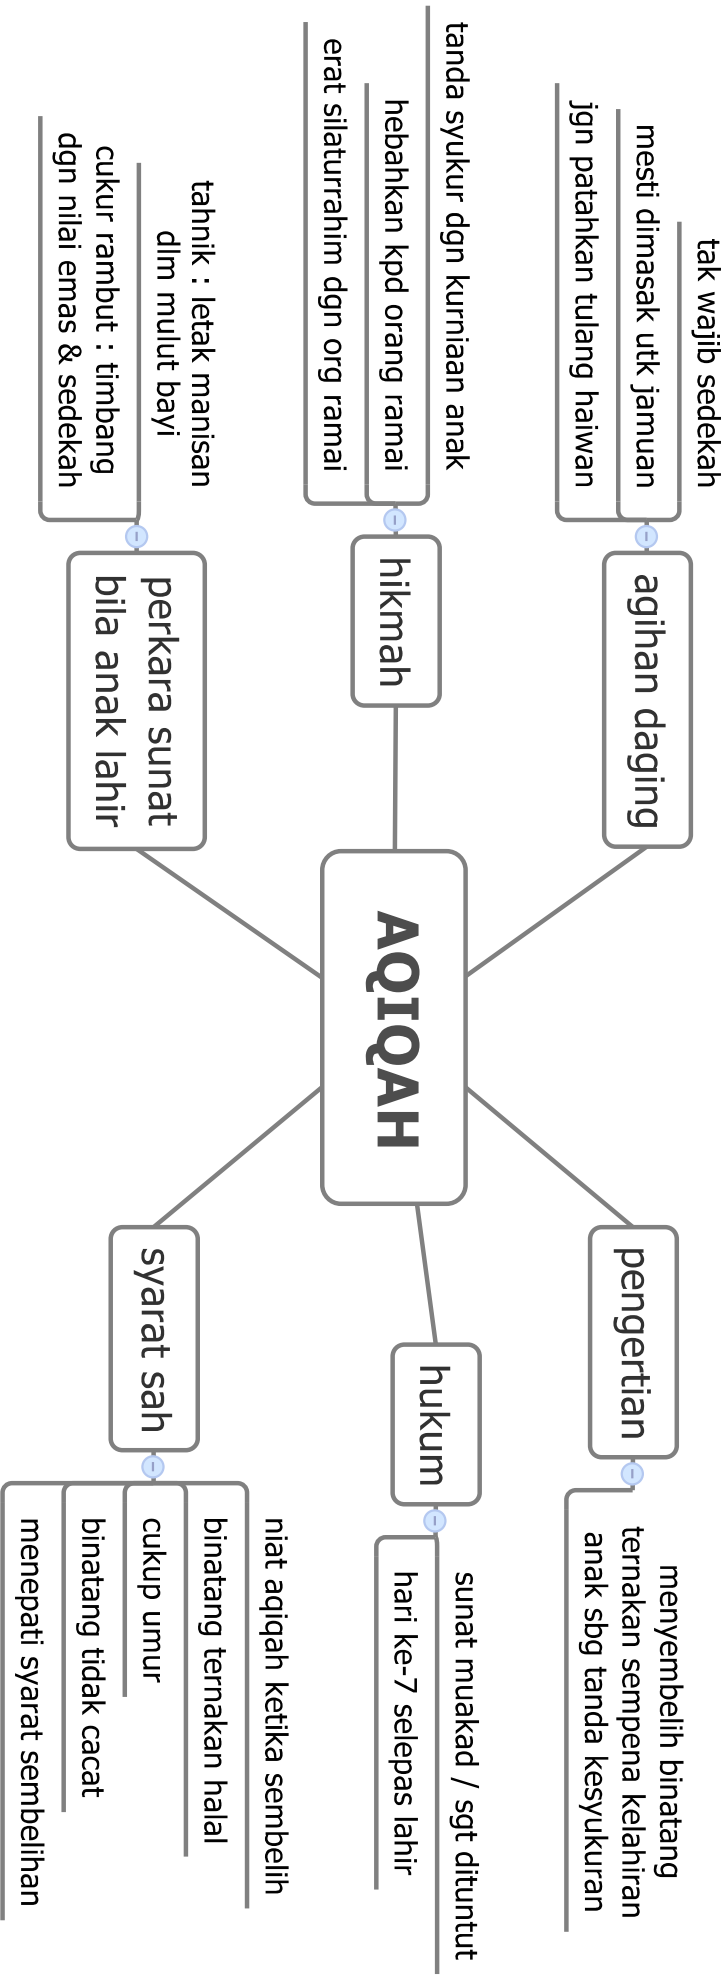 AQIQAH
pengertian
menyembelih binatang
ternakan sempena kelahiran
anak sbg tanda kesyukuran
hukum
sunat muakad / sgt dituntut
hari ke-7 selepas lahir
syarat sah
niat aqiqah ketika sembelih
binatang ternakan halal
cukup umur
binatang tidak cacat
menepati syarat sembelihan
agihan daging
tak wajib sedekah
mesti dimasak utk jamuan
jgn patahkan tulang haiwan
hikmah
tanda syukur dgn kurniaan anak
hebahkan kpd orang ramai
erat silaturrahim dgn org ramai
perkara sunat
bila anak lahir
tahnik : letak manisan
dlm mulut bayi
cukur rambut : timbang
dgn nilai emas & sedekah